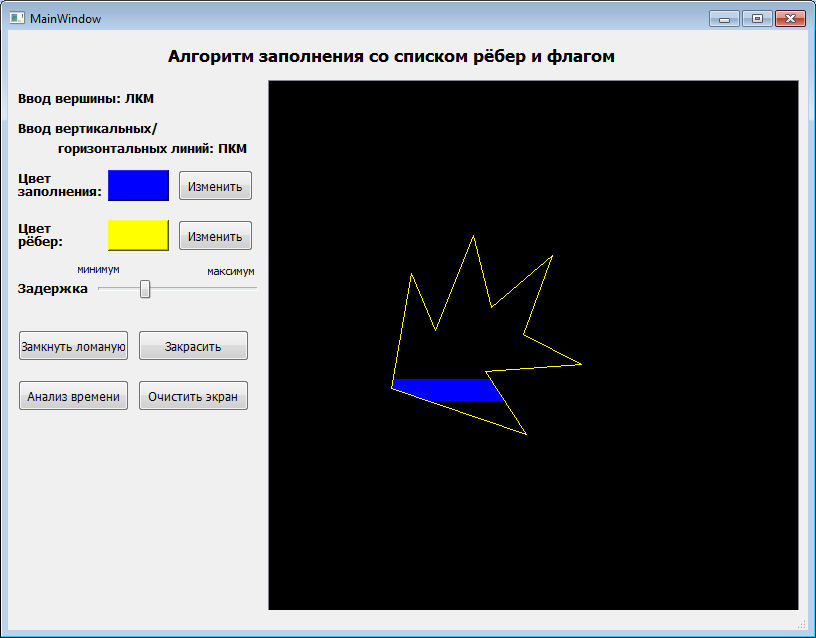 MainWindow
Алгоритм заполнения со списком рёбер и флагом
Ввод вершины: ЛКМ
Ввод вертикальных/
горизонтальных линий: ПКМ
Цвет
заполнения:
Изменить
Цвет
рёбер:
Изменить
минимум
максимум
Задержка
Замкнуть ломаную
Закрасить
Анализ времени
Очистить экран